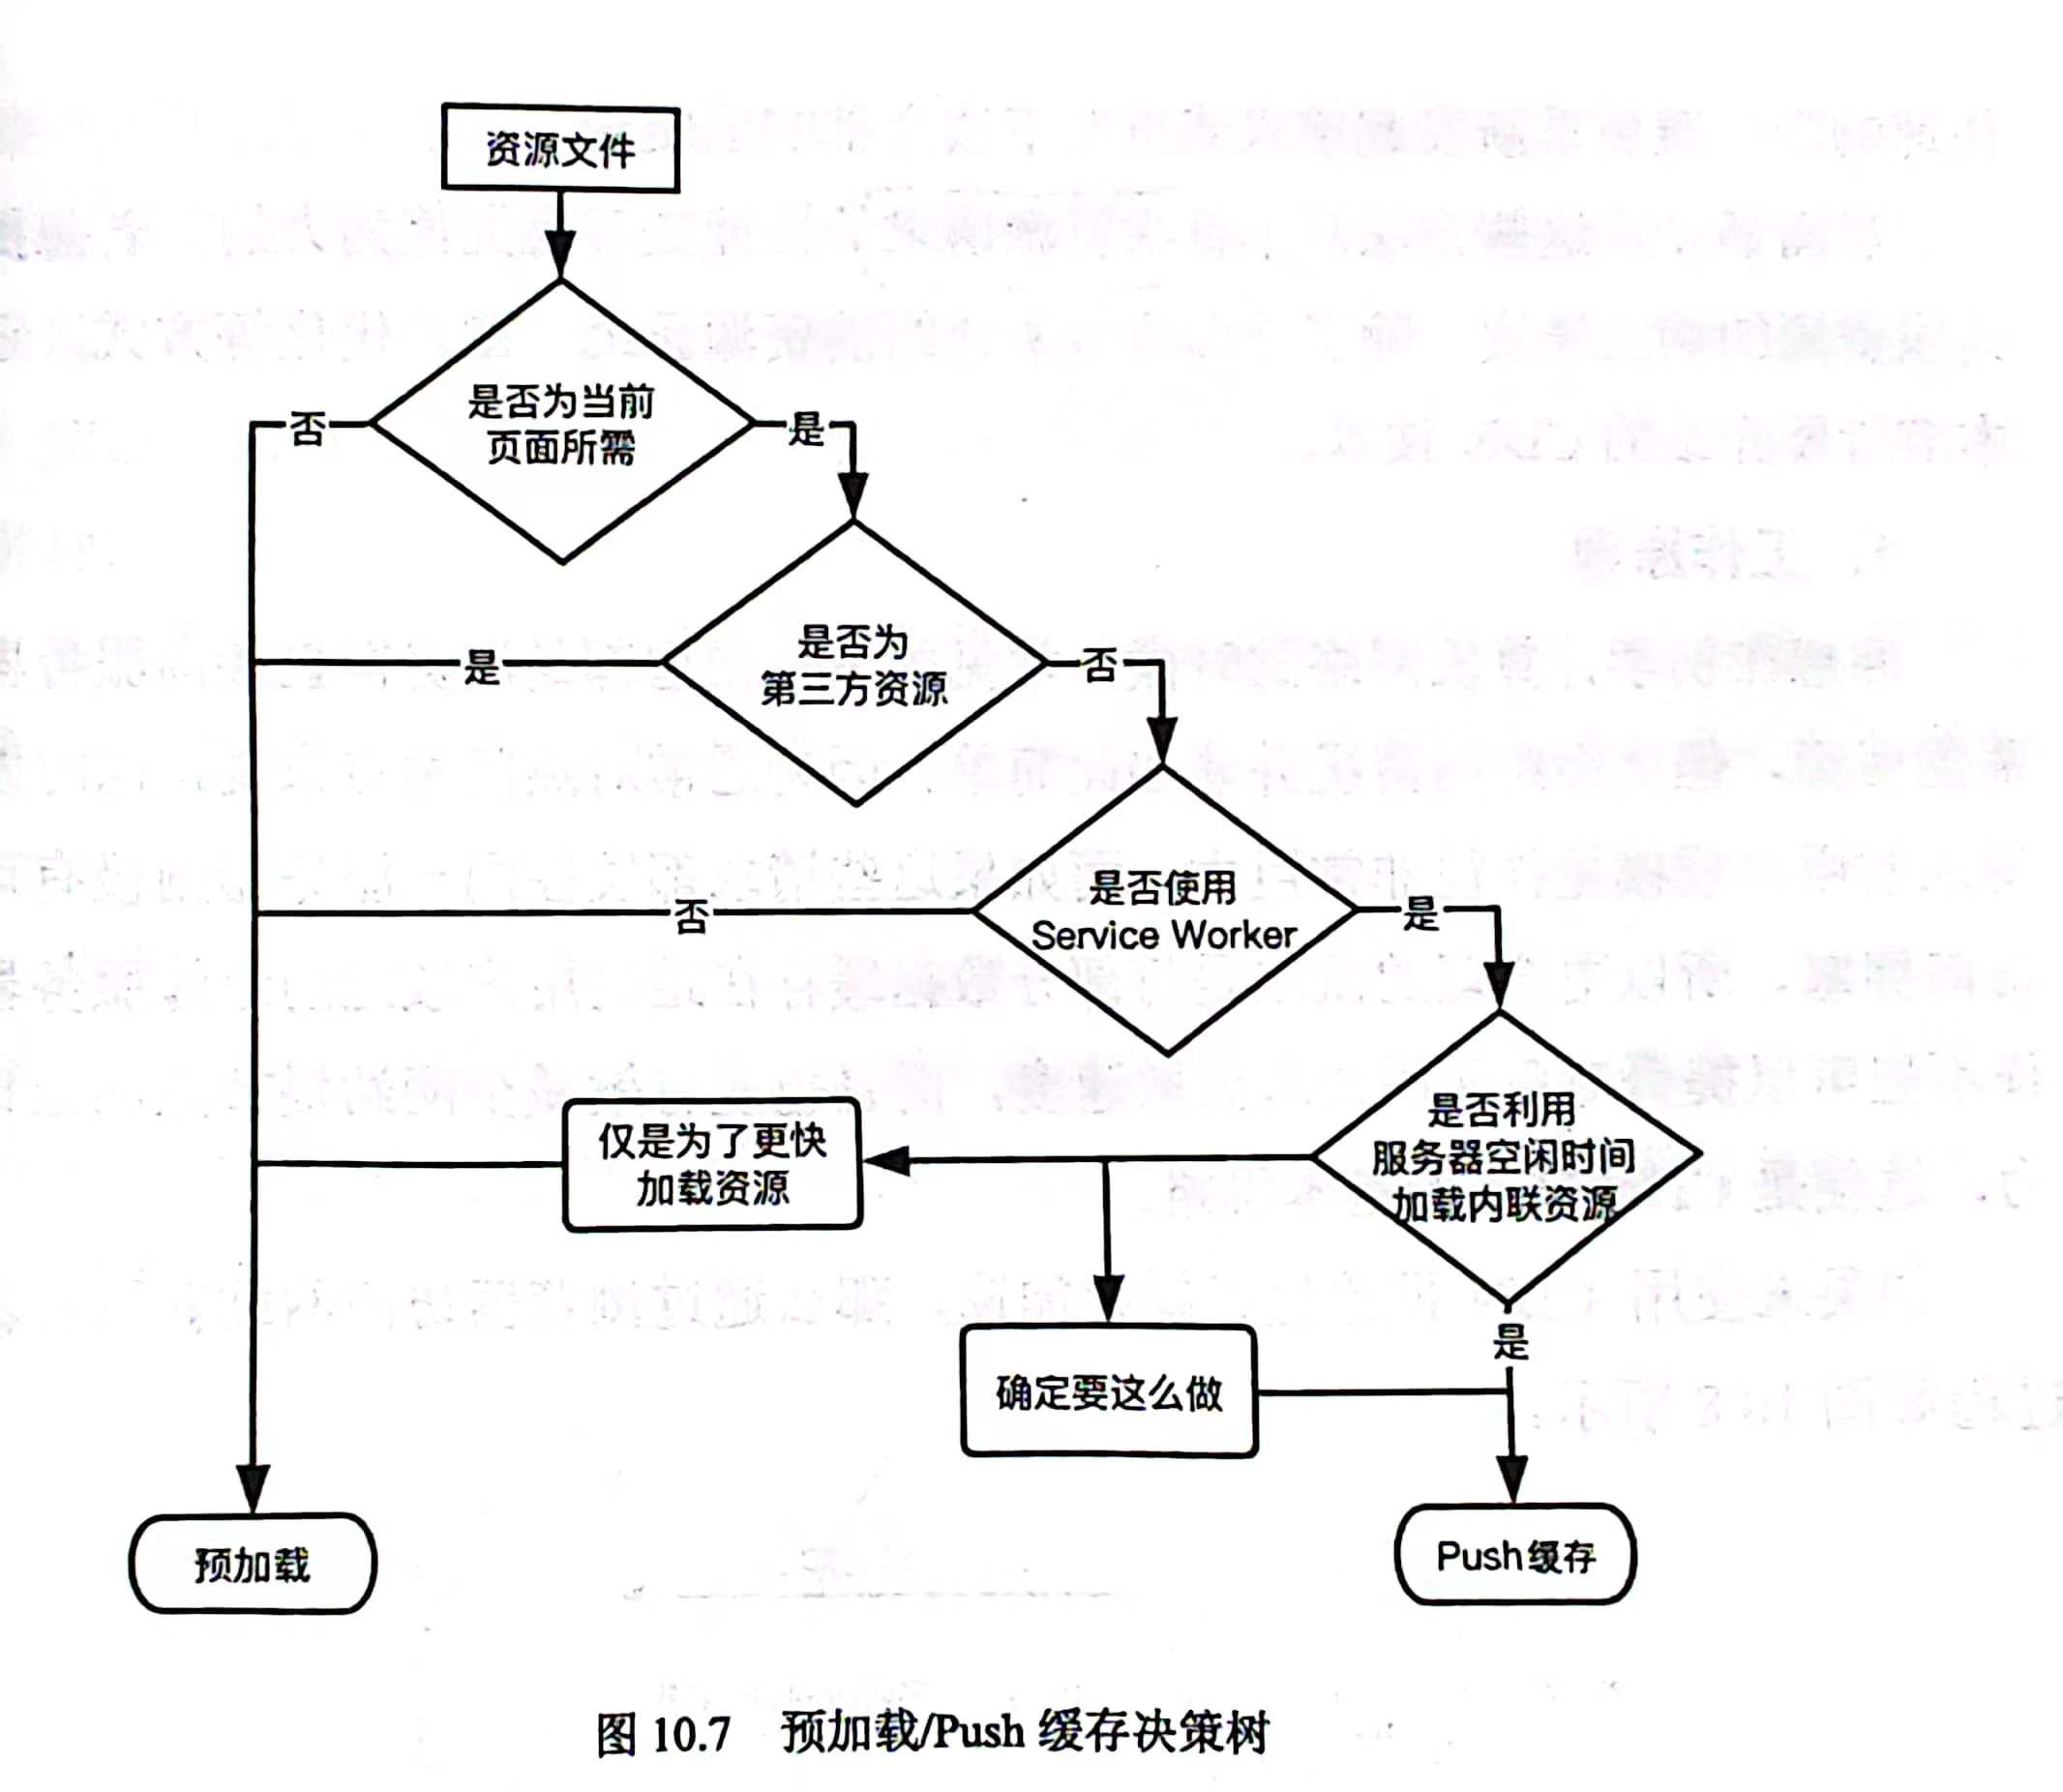 资源文件
是否为当前
页面所需
否
是
是否为
第三方资源
是
否
是否使用
Service Worker
否
是
是否利用
服务器空闲时间
加载内联资源
仅是为了更快
加载资源
是
确定要这么做
预加载
Push缓存
图 10.7 预加载/Push 缓存决策树